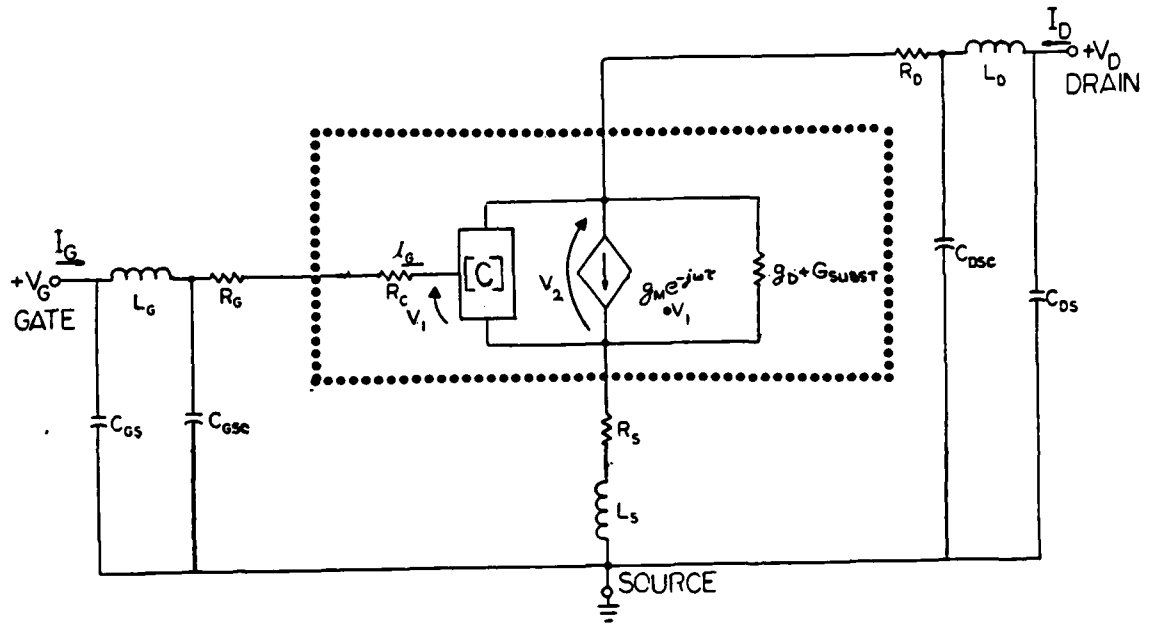 I_D
+V_D
DRAIN
R_D
L_D
I_G
+V_G
GATE
L_G
R_G
i_G
R_C
V_1
[C]
V_2
g_M e^{-jωτ}
•V_1
g_D + G_SUBST
C_DSC
C_DS
C_GS
C_GSC
R_S
L_S
SOURCE